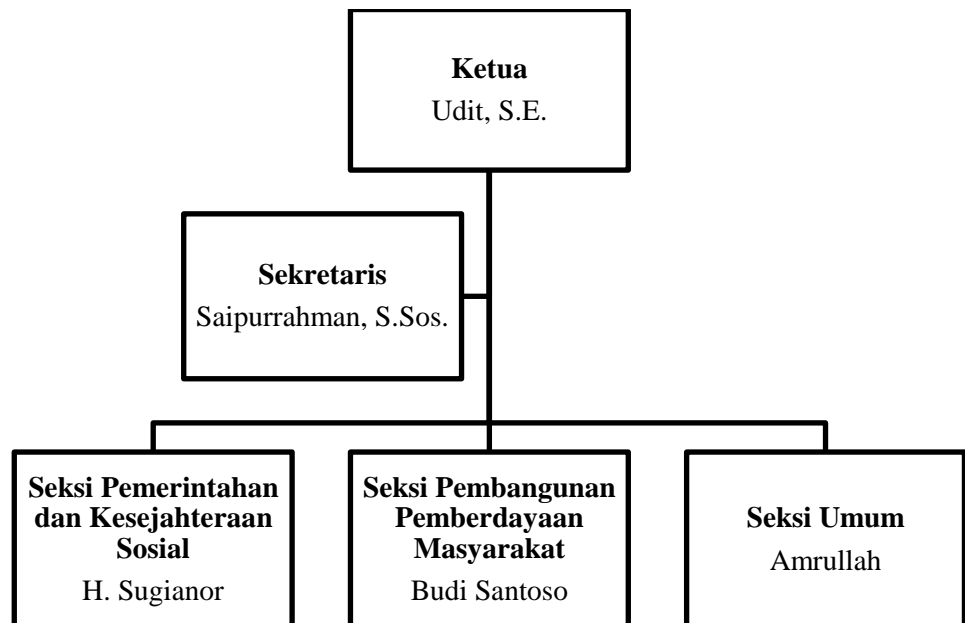 Ketua
Udit, S.E.
Sekretaris
Saipurrahman, S.Sos.
Seksi Pemerintahan
dan Kesejahteraan
Sosial
H. Sugianor
Seksi Pembangunan
Pemberdayaan
Masyarakat
Budi Santoso
Seksi Umum
Amrullah